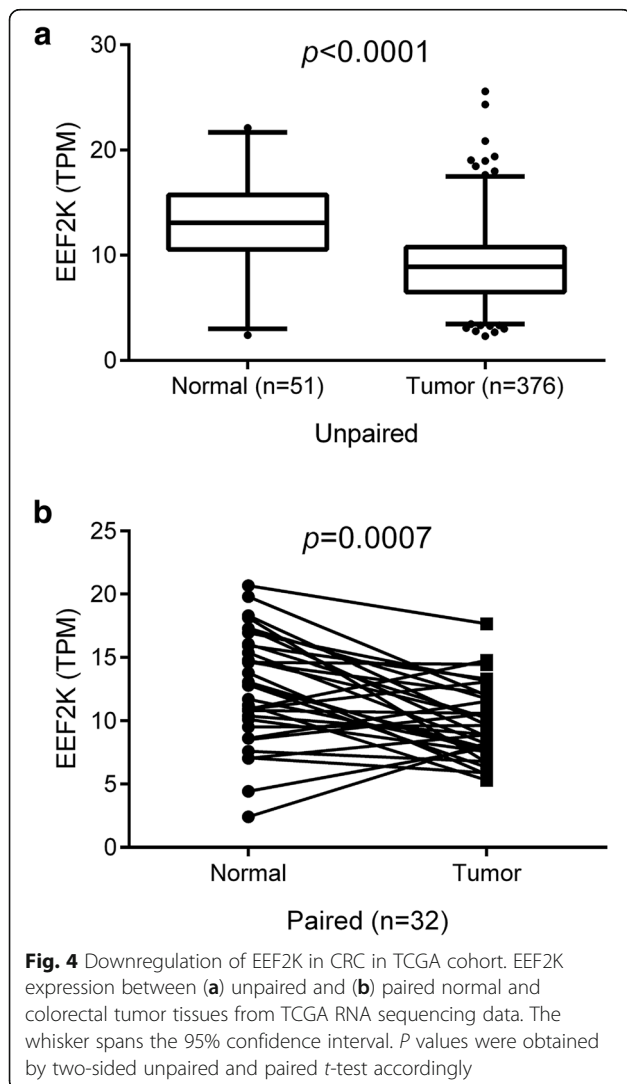 a
p<0.0001
30
20
10
0
EEF2K (TPM)
Normal (n=51) Tumor (n=376)
Unpaired
b
p=0.0007
25
20
15
10
5
0
EEF2K (TPM)
Normal Tumor
Paired (n=32)
Fig. 4 Downregulation of EEF2K in CRC in TCGA cohort. EEF2K
expression between (a) unpaired and (b) paired normal and
colorectal tumor tissues from TCGA RNA sequencing data. The
whisker spans the 95% confidence interval. P values were obtained
by two-sided unpaired and paired t-test accordingly